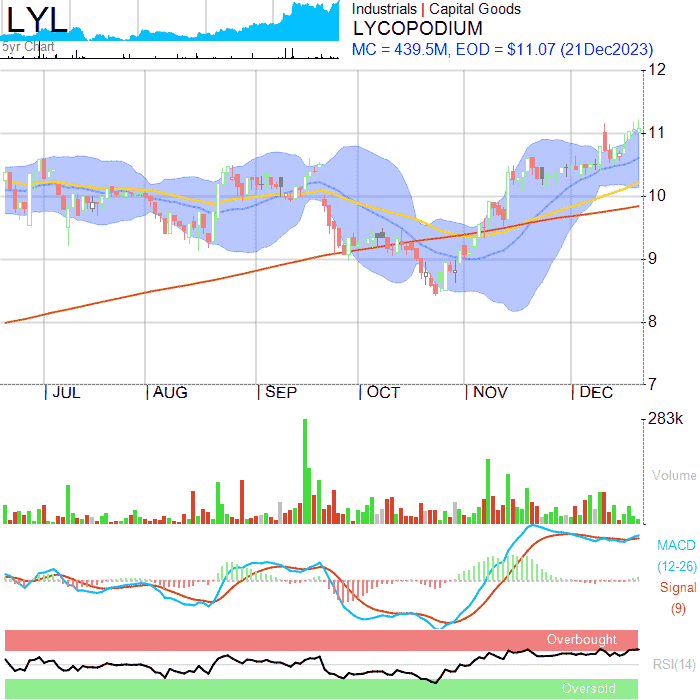 LYL
5yr Chart
Industrials | Capital Goods
LYCOPODIUM
MC = 439.5M, EOD = $11.07 (21Dec2023)
12
11
10
9
8
7
JUL AUG SEP OCT NOV DEC
283k
Volume
MACD
(12-26)
Signal
(9)
Overbought
RSI(14)
Oversold